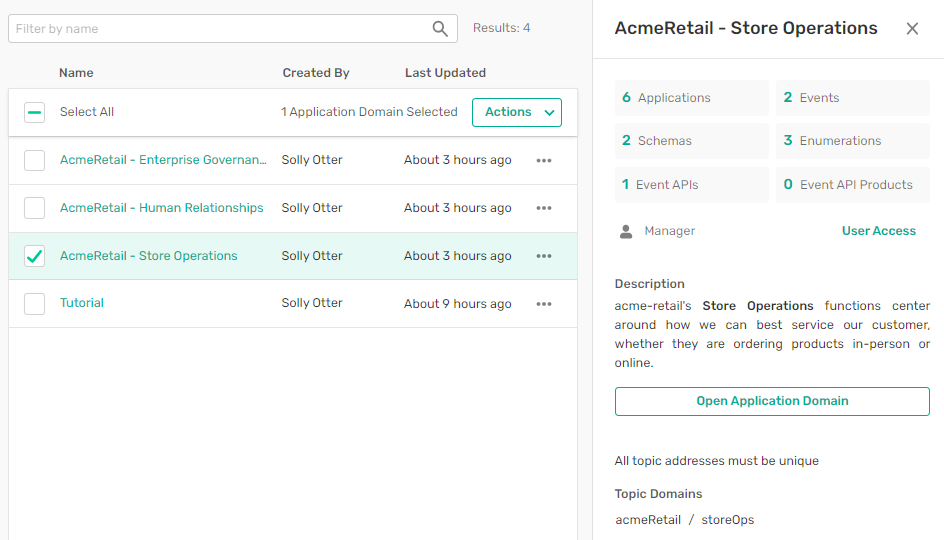 Filter by name
Results: 4
Name Created By Last Updated
Select All 1 Application Domain Selected Actions
AcmeRetail - Enterprise Governan... Solly Otter About 3 hours ago
AcmeRetail - Human Relationships Solly Otter About 3 hours ago
AcmeRetail - Store Operations Solly Otter About 3 hours ago
Tutorial Solly Otter About 9 hours ago
AcmeRetail - Store Operations
6 Applications 2 Events
2 Schemas 3 Enumerations
1 Event APIs 0 Event API Products
Manager User Access
Description
acme-retail's Store Operations functions center
around how we can best service our customer,
whether they are ordering products in-person or
online.
Open Application Domain
All topic addresses must be unique
Topic Domains
acmeRetail / storeOps